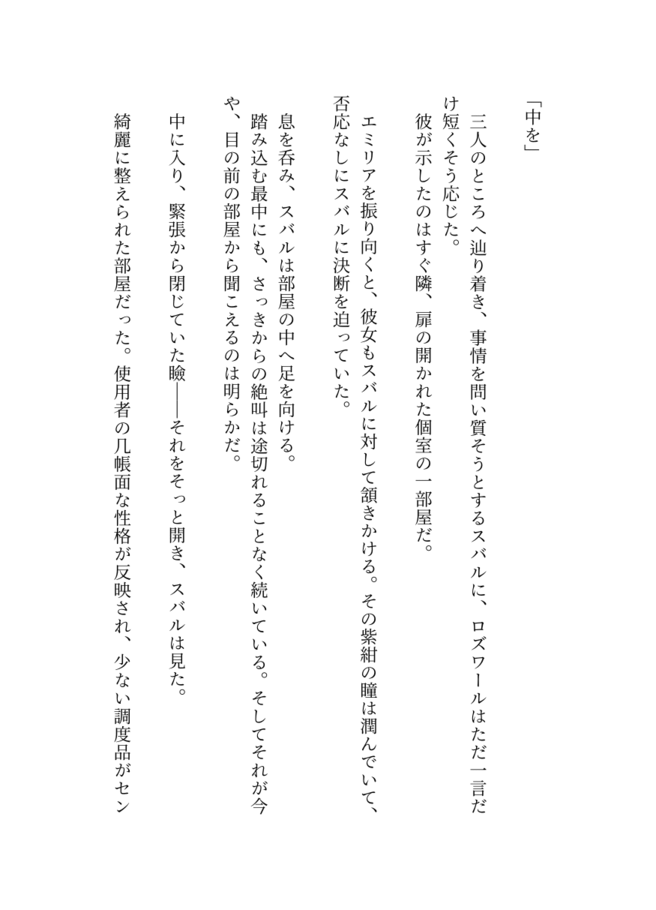 「中を」
三人のところへ辿り着き、事情を問い質そうとするスバルに、ロズワールはただ一言だ
け短くそう応じた。
彼が示したのはすぐ隣、扉の開かれた個室の一部屋だ。
エミリアを振り向くと、彼女もスバルに対して頷きかける。その紫紺の瞳は潤んでいて、
否応なしにスバルに決断を迫っていた。
息を呑み、スバルは部屋の中へ足を向ける。
踏み込む最中にも、さっきからの絶叫は途切れることなく続いている。そしてそれが今
や、目の前の部屋から聞こえるのは明らかだ。
中に入り、緊張から閉じていた瞼――それをそっと開き、スバルは見た。
綺麗に整えられた部屋だった。使用者の几帳面な性格が反映され、少ない調度品がセン